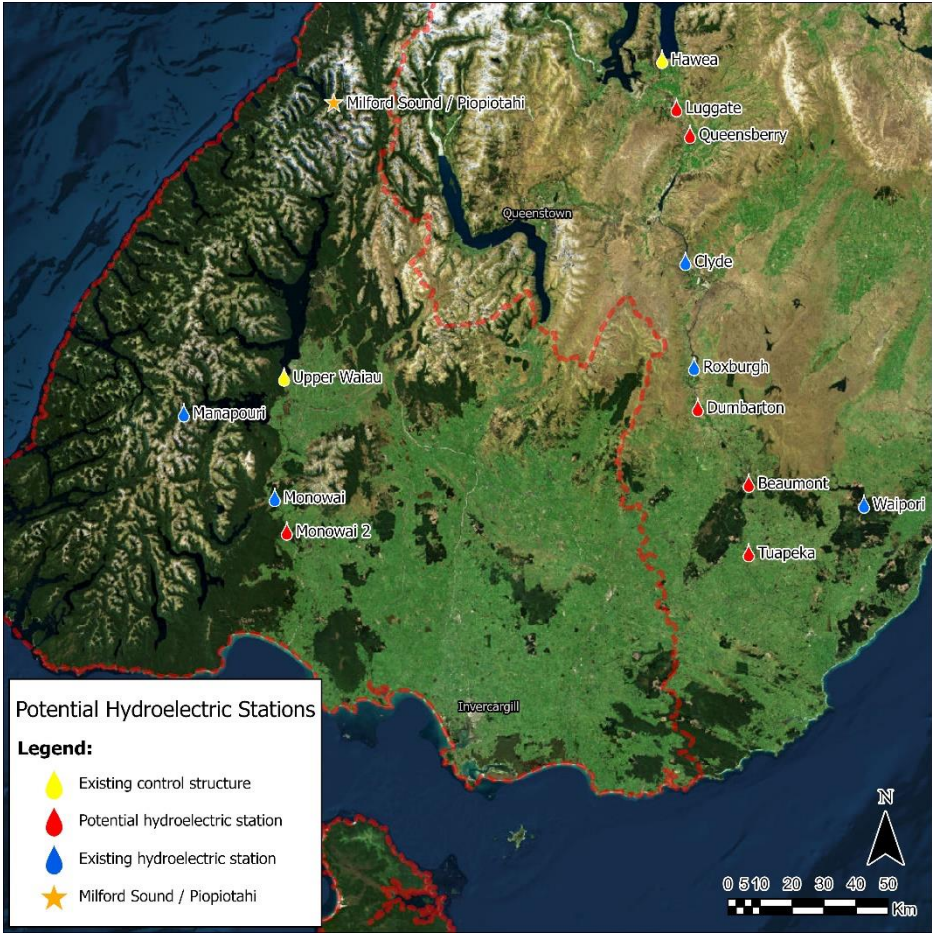 Hawea
Milford Sound / Piopiotahi
Luggate
Queensberry
Queenstown
Clyde
Roxburgh
Upper Waiau
Dumbarton
Manapouri
Beaumont
Monowai
Waipori
Monowai 2
Tuapeka
Invercargill
Potential Hydroelectric Stations
Legend:
Existing control structure
Potential hydroelectric station
Existing hydroelectric station
Milford Sound / Piopiotahi
N
0 5 10 20 30 40 50
Km